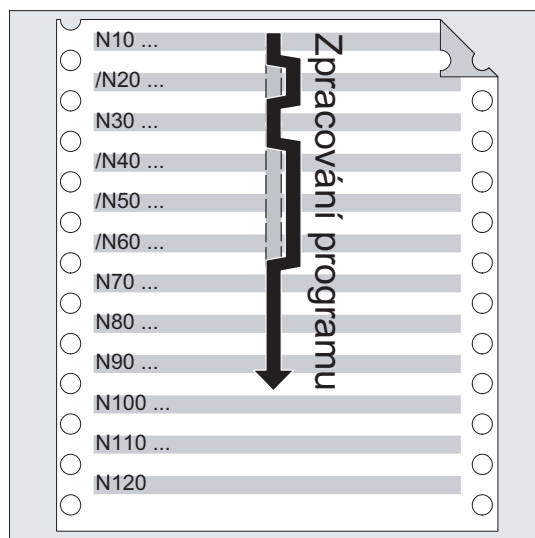 N10 ...
/N20 ...
N30 ...
/N40 ...
/N50 ...
/N60 ...
N70 ...
N80 ...
N90 ...
N100 ...
N110 ...
N120
Zpracování programu